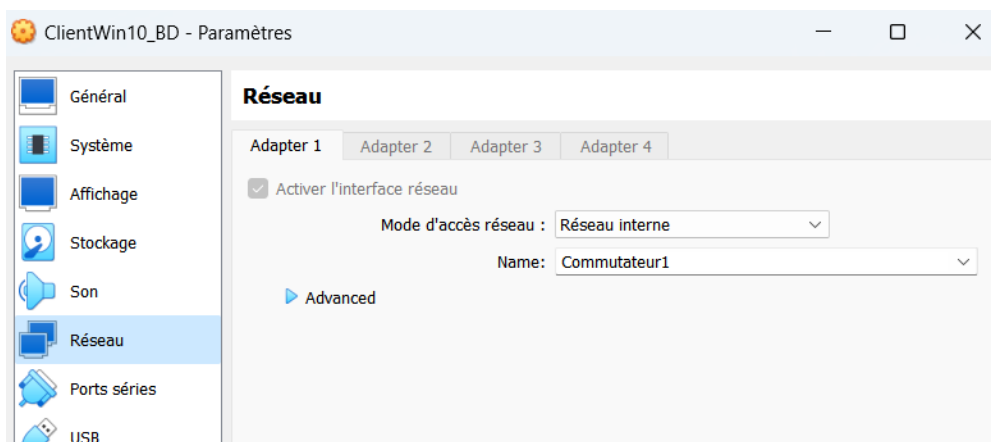 ClientWin10_BD - Paramètres
Général
Système
Affichage
Stockage
Son
Réseau
Ports séries
USB
Réseau
Adapter 1 Adapter 2 Adapter 3 Adapter 4
Activer l'interface réseau
Mode d'accès réseau : Réseau interne
Name: Commutateur1
Advanced